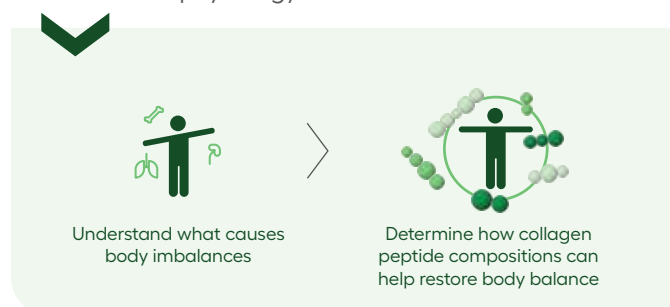 Understand what causes
body imbalances
Determine how collagen
peptide compositions can
help restore body balance